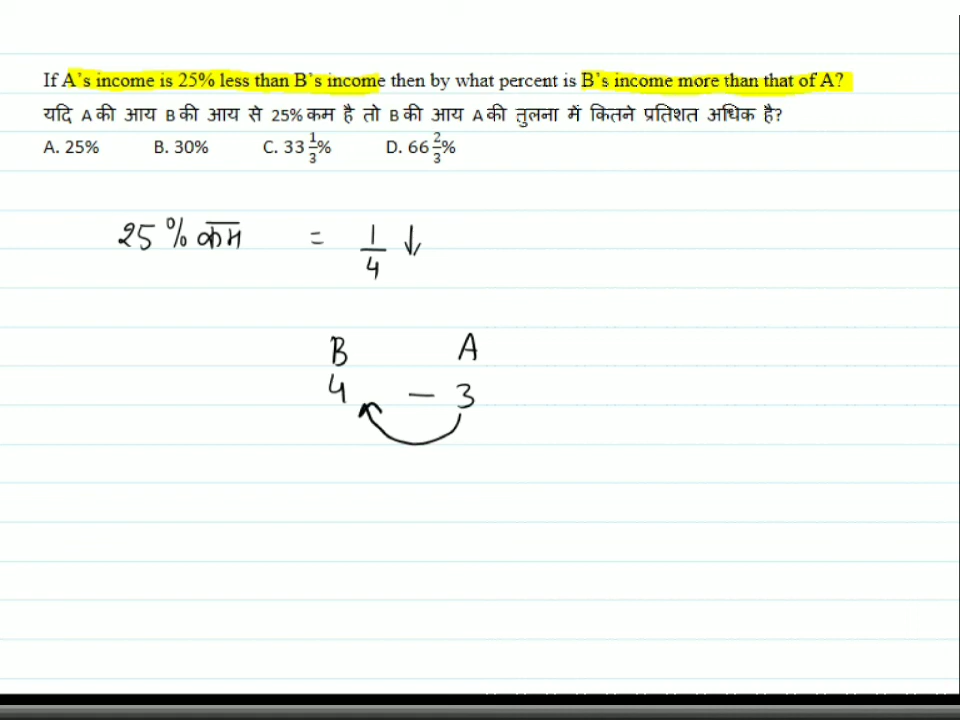 If A's income is 25% less than B's income then by what percent is B's income more than that of A?
यदि A की आय B की आय से 25% कम है तो B की आय A की तुलना में कितने प्रतिशत अधिक है?
A. 25% B. 30% C. 33 1/3% D. 66 2/3%
25% कम = 1/4 ↓
B A
4 – 3